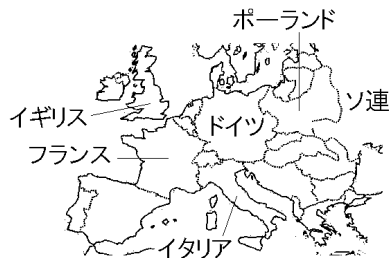 ポーランド
ソ連
イギリス
ドイツ
フランス
イタリア